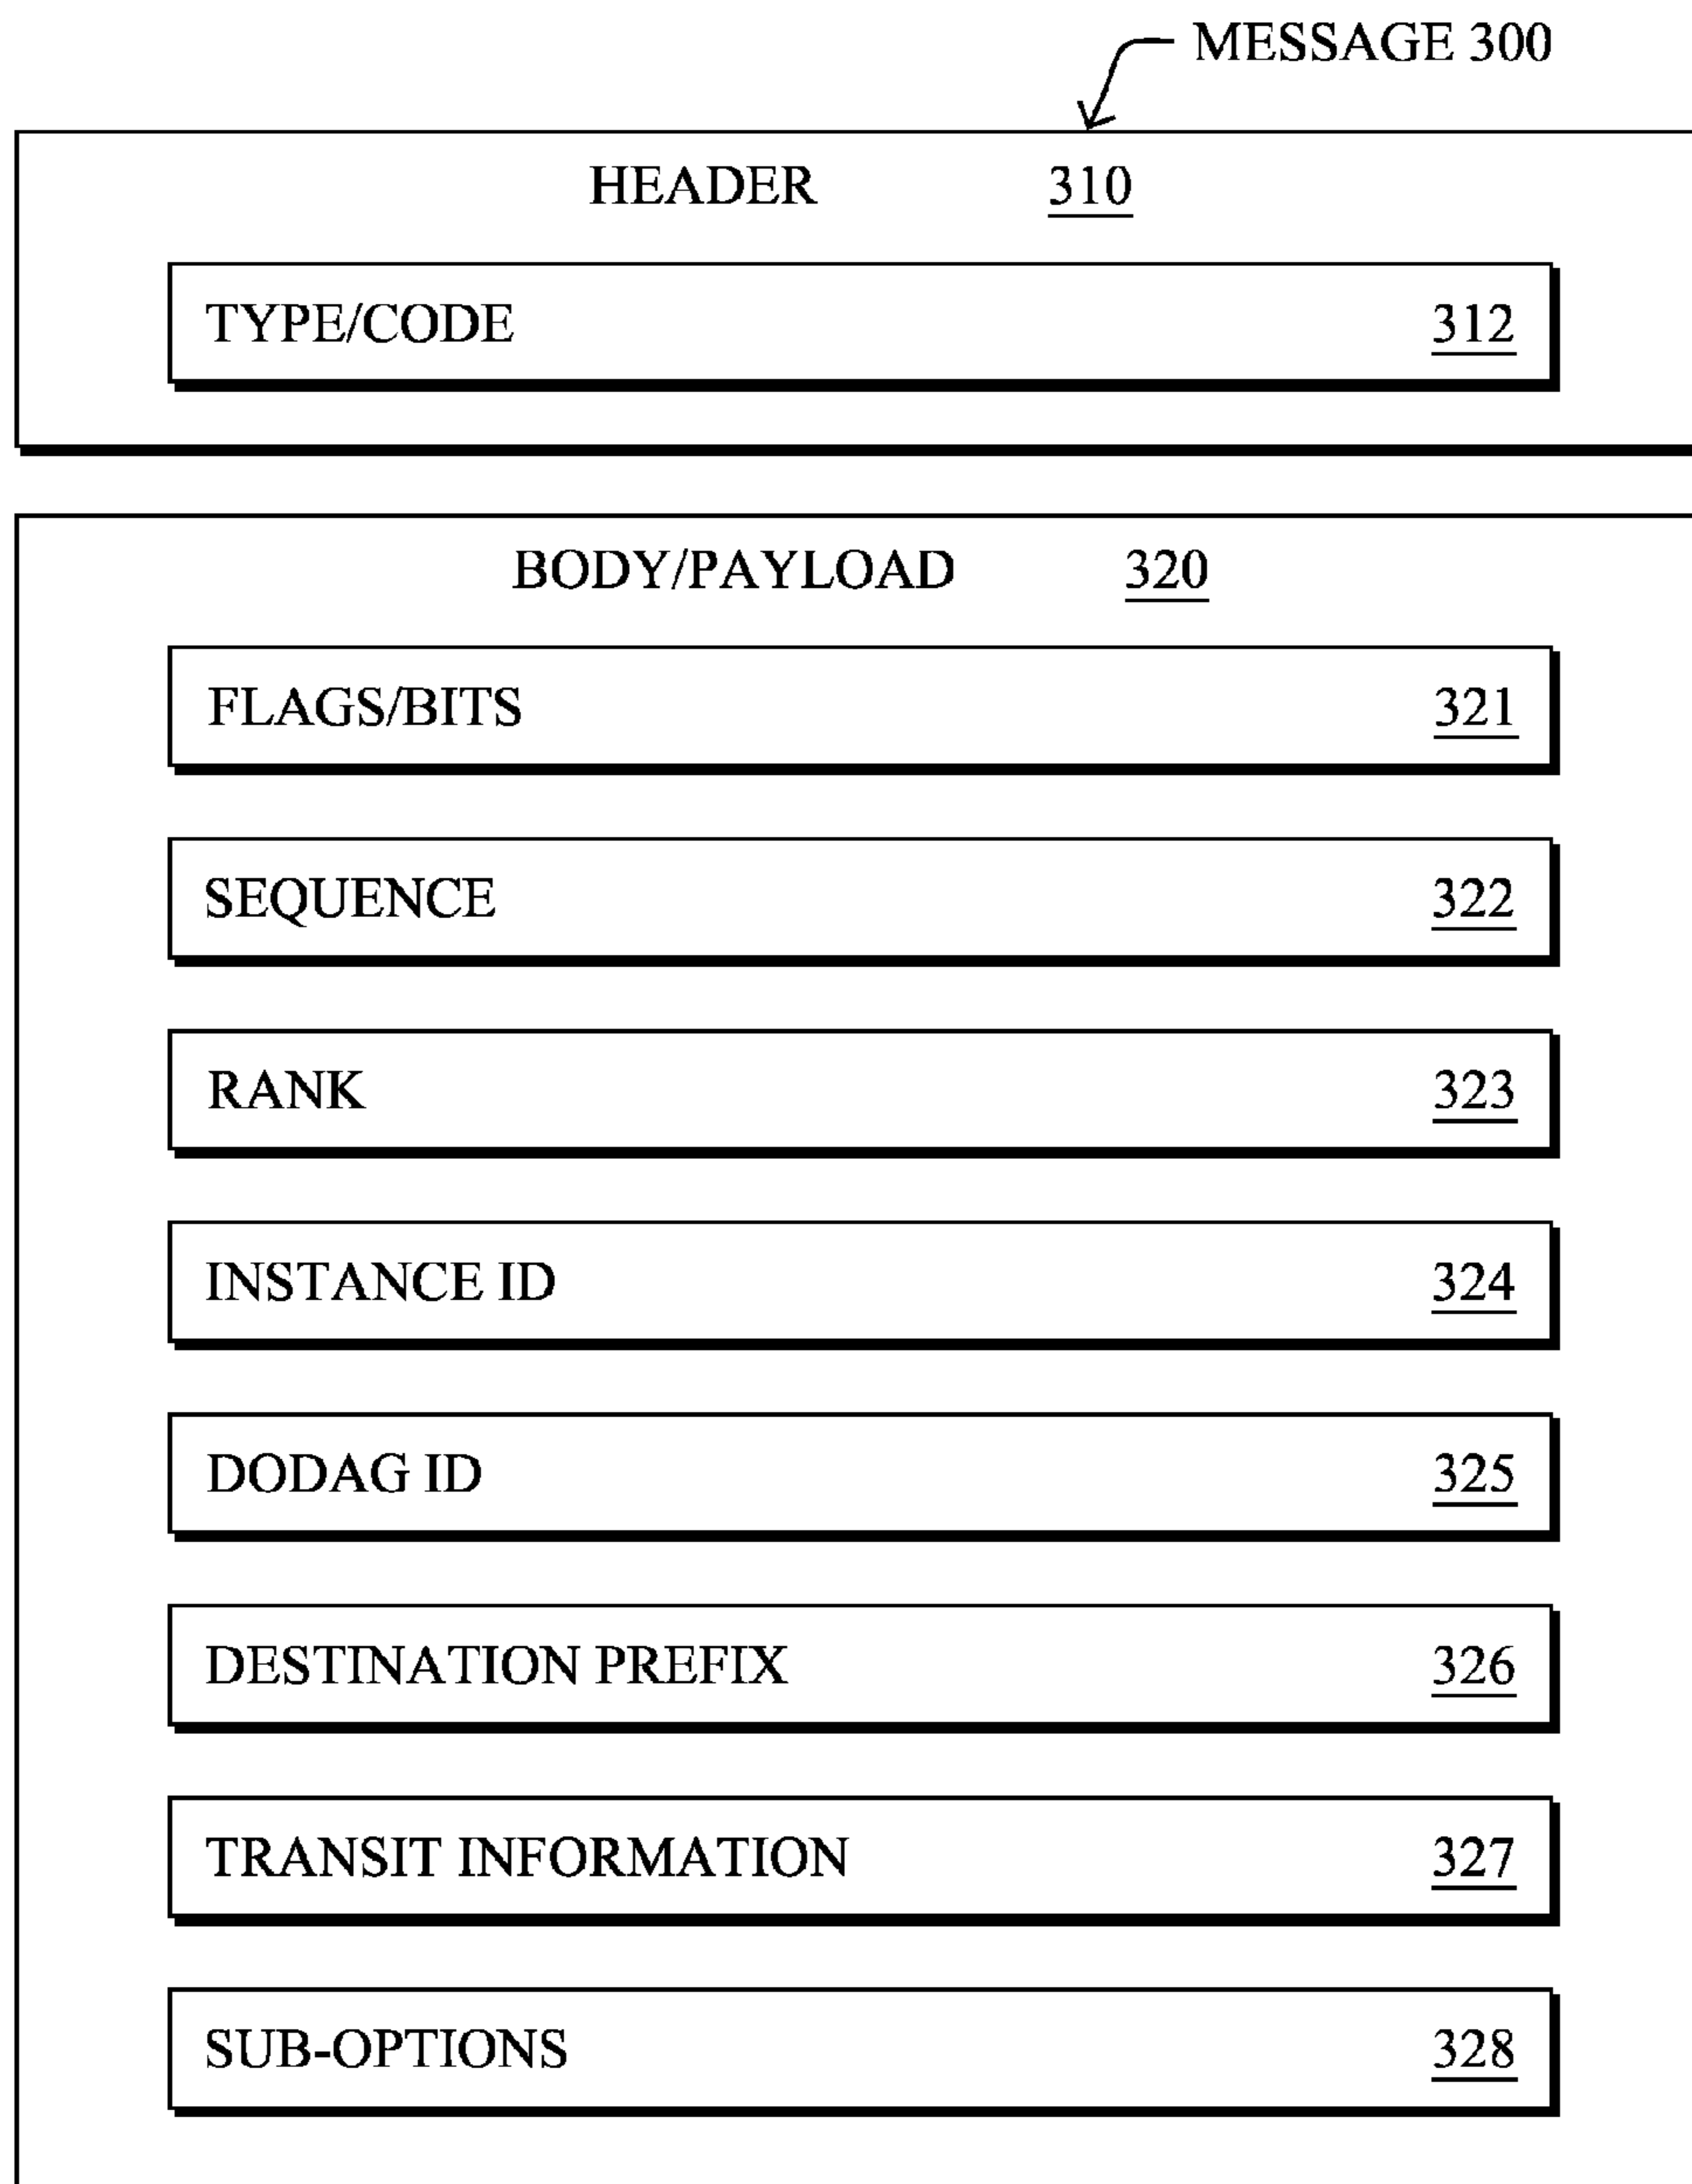 MESSAGE 300
HEADER 310
TYPE/CODE 312
BODY/PAYLOAD 320
FLAGS/BITS 321
SEQUENCE 322
RANK 323
INSTANCE ID 324
DODAG ID 325
DESTINATION PREFIX 326
TRANSIT INFORMATION 327
SUB-OPTIONS 328